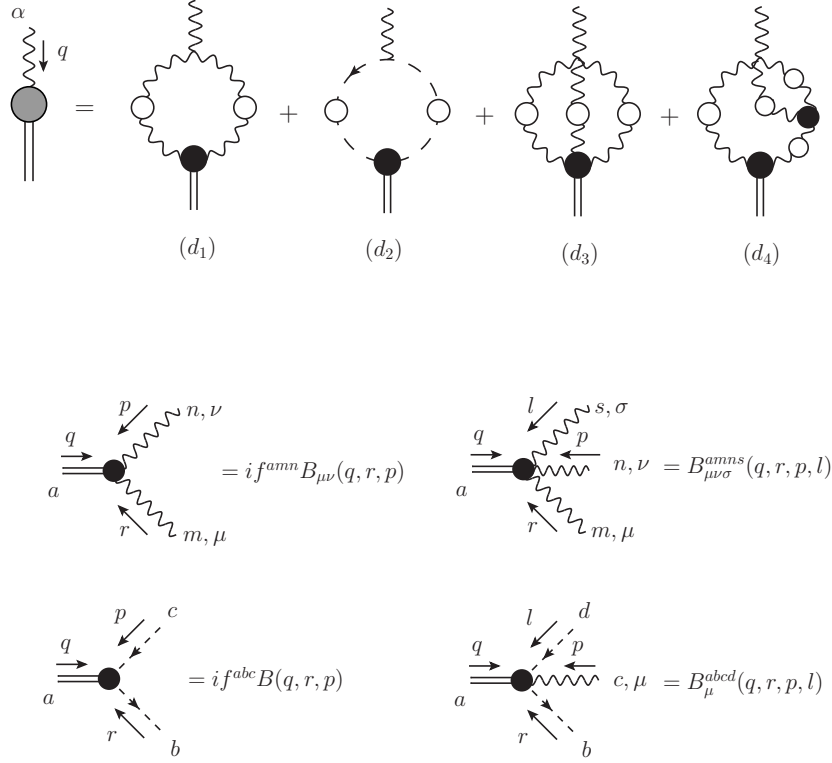 α
q
= + + +
(d₁) (d₂) (d₃) (d₄)
p n, ν
q
a
r m, μ
= if^{amn}B_{μν}(q, r, p)
l s, σ
q p
a n, ν
r m, μ
= B^{amns}_{μνσ}(q, r, p, l)
p c
q
a
r b
= if^{abc}B(q, r, p)
l d
q p
a c, μ
r b
= B^{abcd}_{μ}(q, r, p, l)